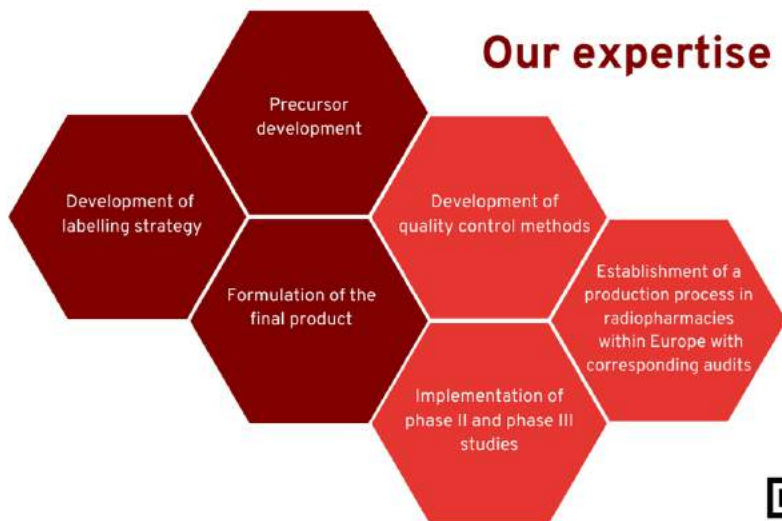 Our expertise
Precursor
development
Development of
labelling strategy
Development of
quality control methods
Formulation of the
final product
Establishment of a
production process in
radiopharmacies
within Europe with
corresponding audits
Implementation of
phase II and phase III
studies